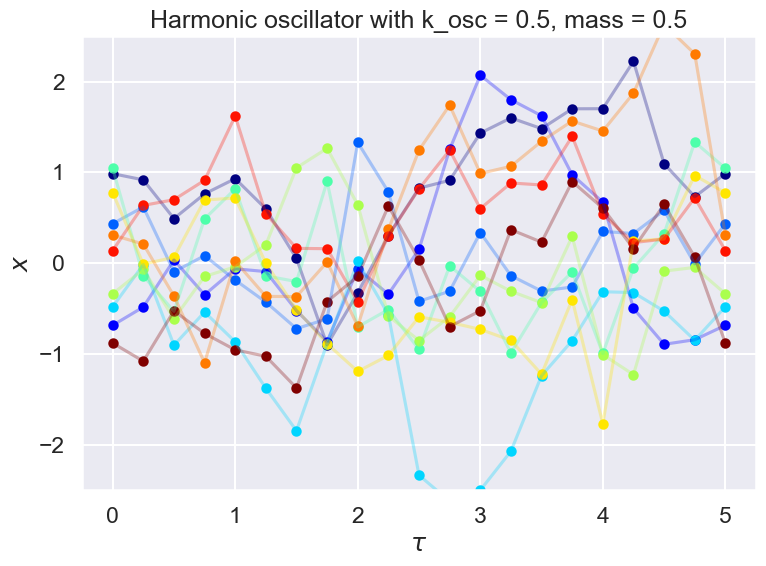 Harmonic oscillator with k_osc = 0.5, mass = 0.5
2
1
0
−1
−2
x
0 1 2 3 4 5
τ